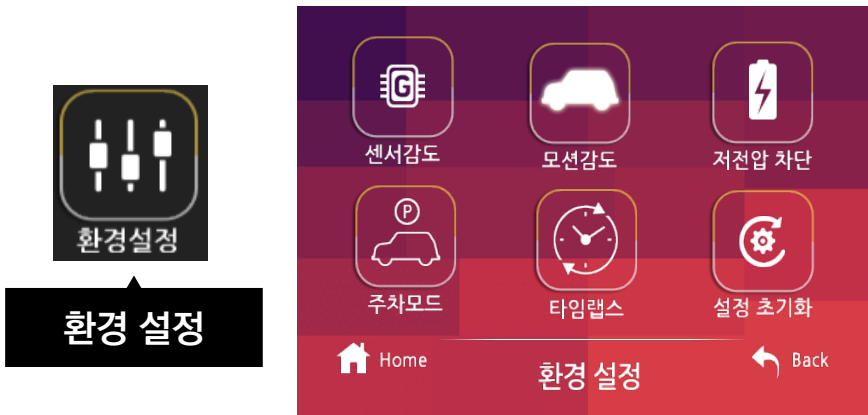 환경설정
환경 설정
G
센서감도
모션감도
저전압 차단
P
주차모드
타임랩스
설정 초기화
Home
환경 설정
Back